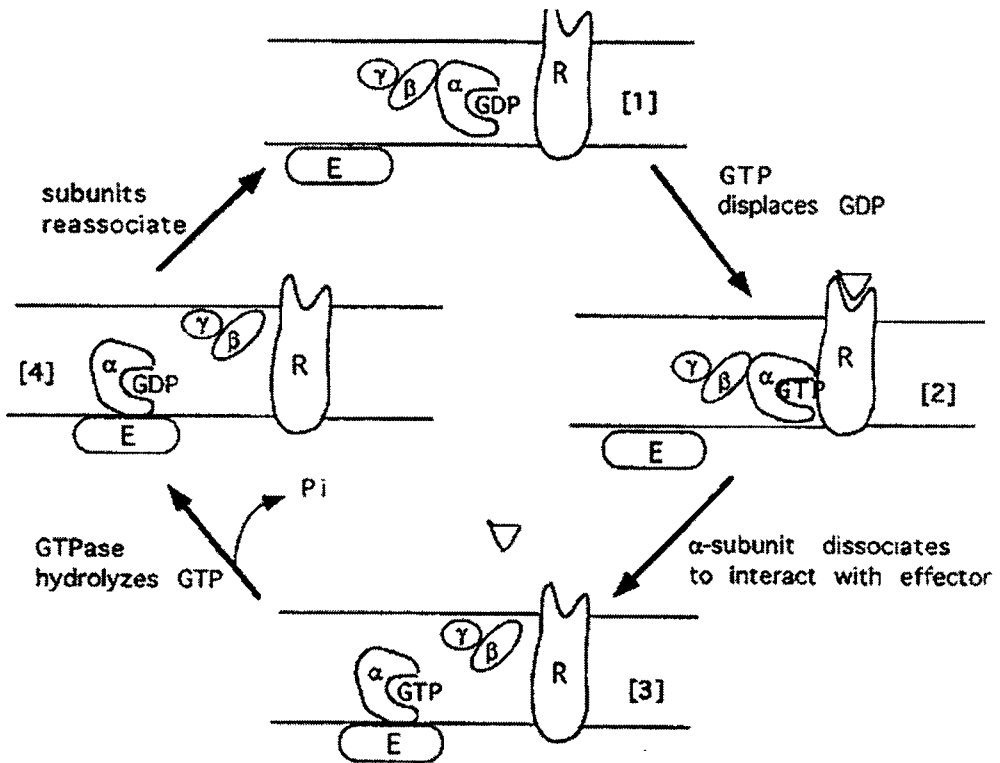 γ β α GDP R [1]
E
GTP
displaces GDP
subunits
reassociate
γ β α GTP R [2]
E
[4] α GDP γ β R
E
α-subunit dissociates
to interact with effector
Pi
GTPase
hydrolyzes GTP
γ β α GTP R [3]
E